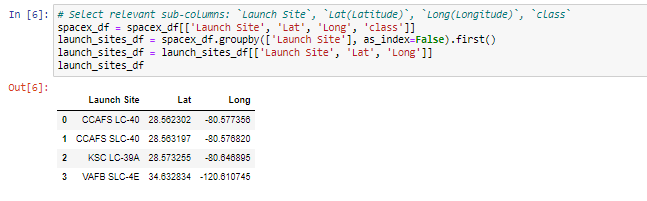 In [6]: # Select relevant sub-columns: `Launch Site`, `Lat(Latitude)`, `Long(Longitude)`, `class`
spacex_df = spacex_df[['Launch Site', 'Lat', 'Long', 'class']]
launch_sites_df = spacex_df.groupby(['Launch Site'], as_index=False).first()
launch_sites_df = launch_sites_df[['Launch Site', 'Lat', 'Long']]
launch_sites_df
Out[6]:
Launch Site Lat Long
0 CCAFS LC-40 28.562302 -80.577356
1 CCAFS SLC-40 28.563197 -80.576820
2 KSC LC-39A 28.573255 -80.646895
3 VAFB SLC-4E 34.632834 -120.610745